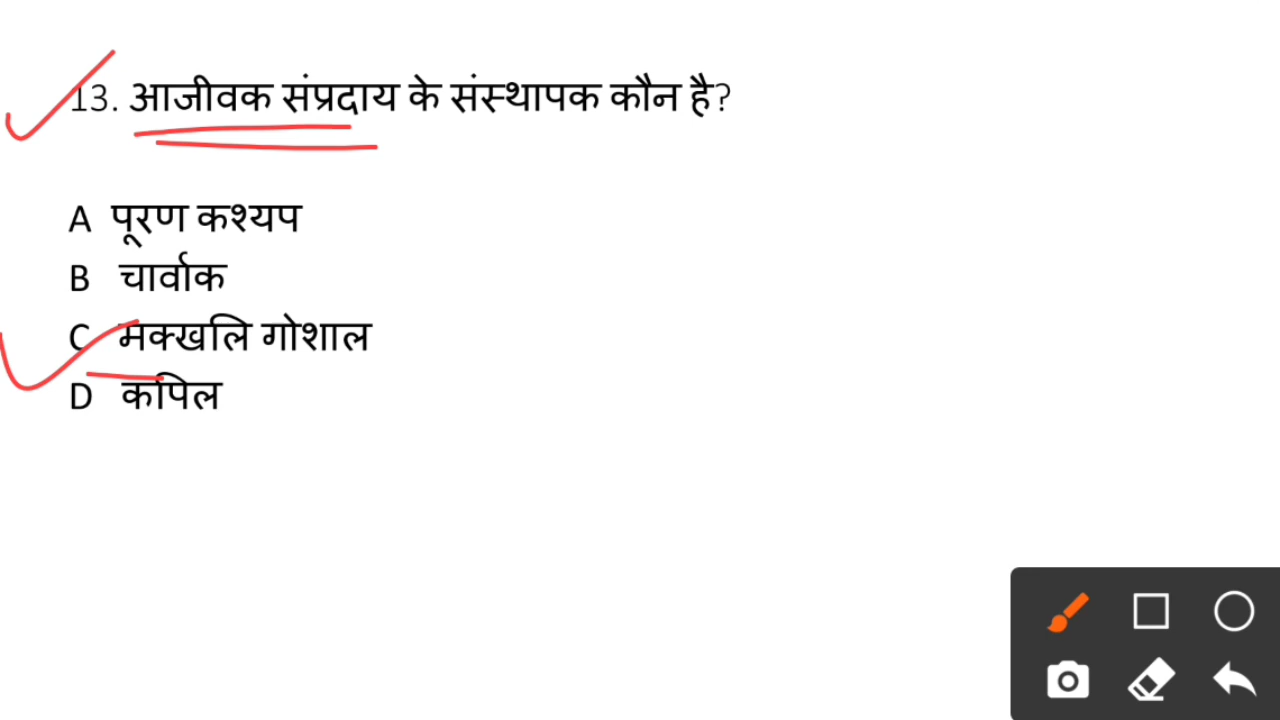 13. आजीवक संप्रदाय के संस्थापक कौन है?
A पूरण कश्यप
B चार्वाक
C मक्खलि गोशाल
D कपिल